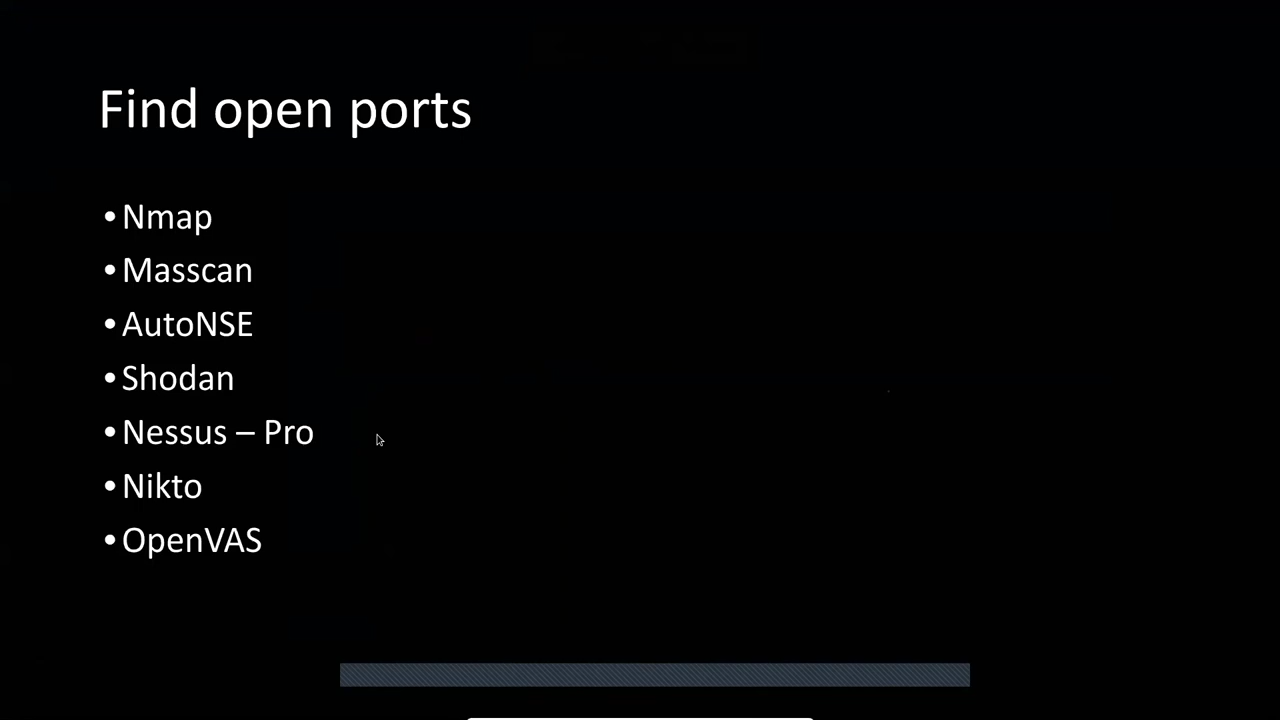 Find open ports
• Nmap
• Masscan
• AutoNSE
• Shodan
• Nessus – Pro
• Nikto
• OpenVAS